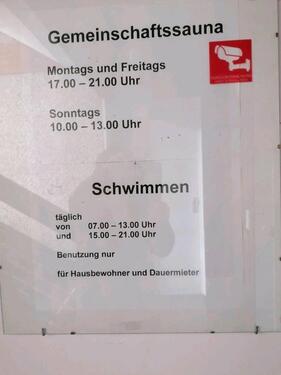 Gemeinschaftssauna
Montags und Freitags
17.00 – 21.00 Uhr
Sonntags
10.00 – 13.00 Uhr
Schwimmen
täglich
von 07.00 – 13.00 Uhr
und 15.00 – 21.00 Uhr
Benutzung nur
für Hausbewohner und Dauermieter